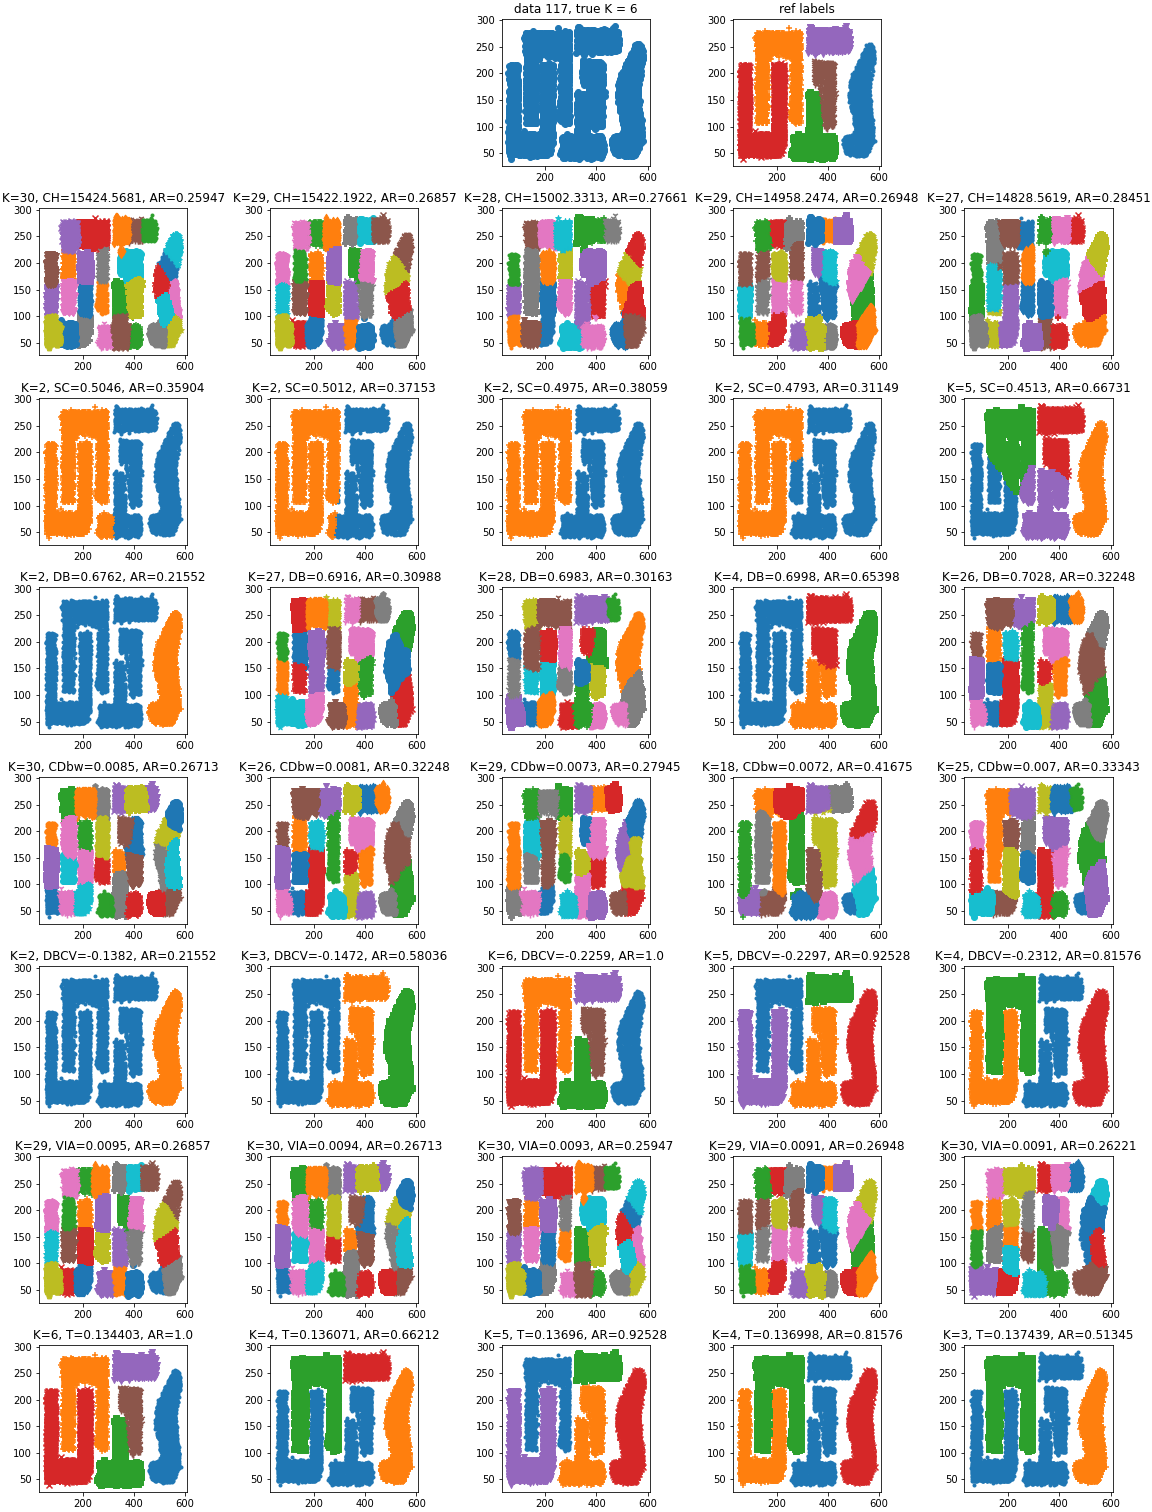 data 117, true K = 6
ref labels
K=30, CH=15424.5681, AR=0.25947
K=29, CH=15422.1922, AR=0.26857
K=28, CH=15002.3313, AR=0.27661
K=29, CH=14958.2474, AR=0.26948
K=27, CH=14828.5619, AR=0.28451
K=2, SC=0.5046, AR=0.35904
K=2, SC=0.5012, AR=0.37153
K=2, SC=0.4975, AR=0.38059
K=2, SC=0.4793, AR=0.31149
K=5, SC=0.4513, AR=0.66731
K=2, DB=0.6762, AR=0.21552
K=27, DB=0.6916, AR=0.30988
K=28, DB=0.6983, AR=0.30163
K=4, DB=0.6998, AR=0.65398
K=26, DB=0.7028, AR=0.32248
K=30, CDbw=0.0085, AR=0.26713
K=26, CDbw=0.0081, AR=0.32248
K=29, CDbw=0.0073, AR=0.27945
K=18, CDbw=0.0072, AR=0.41675
K=25, CDbw=0.007, AR=0.33343
K=2, DBCV=-0.1382, AR=0.21552
K=3, DBCV=-0.1472, AR=0.58036
K=6, DBCV=-0.2259, AR=1.0
K=5, DBCV=-0.2297, AR=0.92528
K=4, DBCV=-0.2312, AR=0.81576
K=29, VIA=0.0095, AR=0.26857
K=30, VIA=0.0094, AR=0.26713
K=30, VIA=0.0093, AR=0.25947
K=29, VIA=0.0091, AR=0.26948
K=30, VIA=0.0091, AR=0.26221
K=6, T=0.134403, AR=1.0
K=4, T=0.136071, AR=0.66212
K=5, T=0.13696, AR=0.92528
K=4, T=0.136998, AR=0.81576
K=3, T=0.137439, AR=0.51345
300
250
200
150
100
50
200 400 600